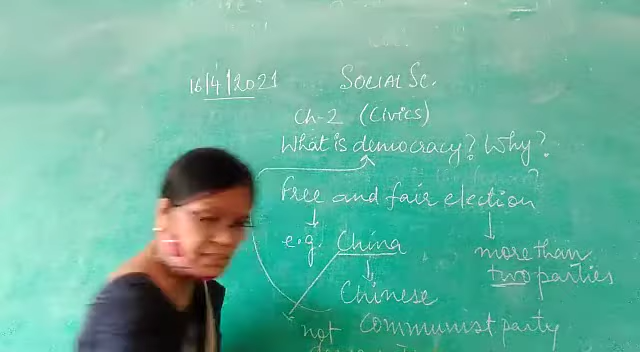 16/4/2021 Social Sc.
Ch-2 (Civics)
What is democracy? Why?
Free and fair election?
e.g. China more than
two parties
Chinese
not Communist party